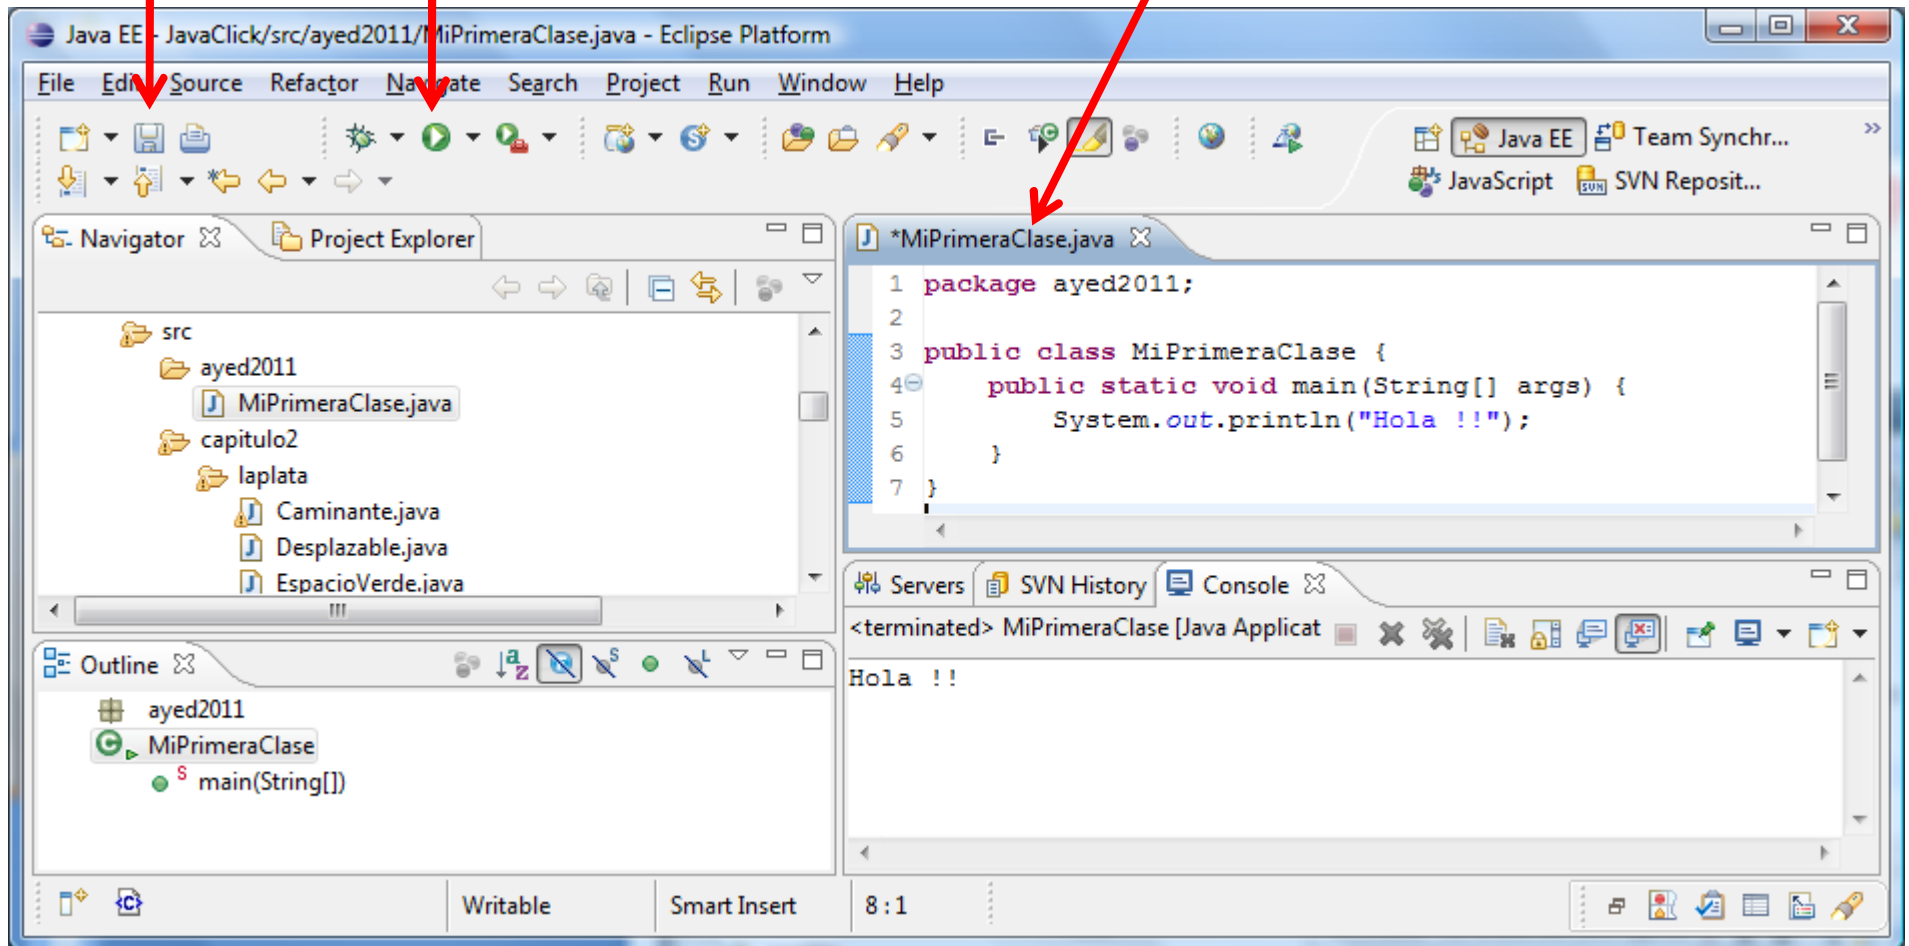 Java EE - JavaClick/src/ayed2011/MiPrimeraClase.java - Eclipse Platform
File Edit Source Refactor Navigate Search Project Run Window Help
Java EE Team Synchr... »
JavaScript SVN Reposit...
Navigator Project Explorer
src
ayed2011
MiPrimeraClase.java
capitulo2
laplata
Caminante.java
Desplazable.java
EspacioVerde.java
Outline
ayed2011
MiPrimeraClase
main(String[])
*MiPrimeraClase.java
1 package ayed2011;
2
3 public class MiPrimeraClase {
4 public static void main(String[] args) {
5 System.out.println("Hola !!");
6 }
7 }
Servers SVN History Console
<terminated> MiPrimeraClase [Java Applicat
Hola !!
Writable Smart Insert 8 : 1